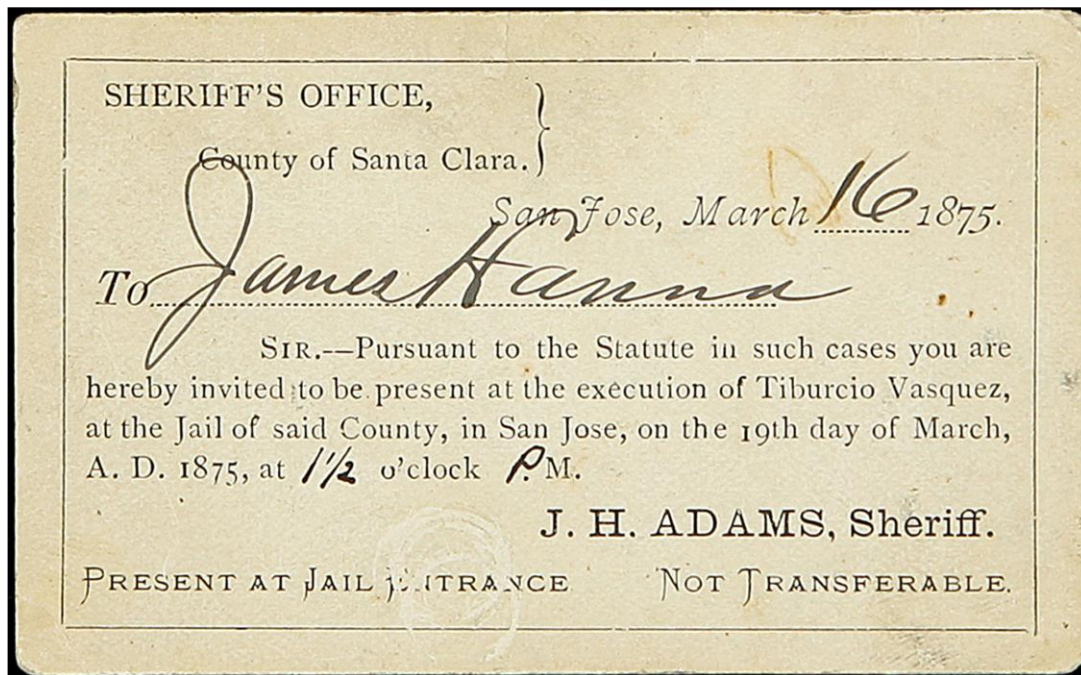 SHERIFF'S OFFICE,
County of Santa Clara.
San Jose, March 16 1875.
To James Hanna
SIR.—Pursuant to the Statute in such cases you are
hereby invited to be present at the execution of Tiburcio Vasquez,
at the Jail of said County, in San Jose, on the 19th day of March,
A. D. 1875, at 1½ o'clock P.M.
J. H. ADAMS, Sheriff.
PRESENT AT JAIL ENTRANCE NOT TRANSFERABLE.